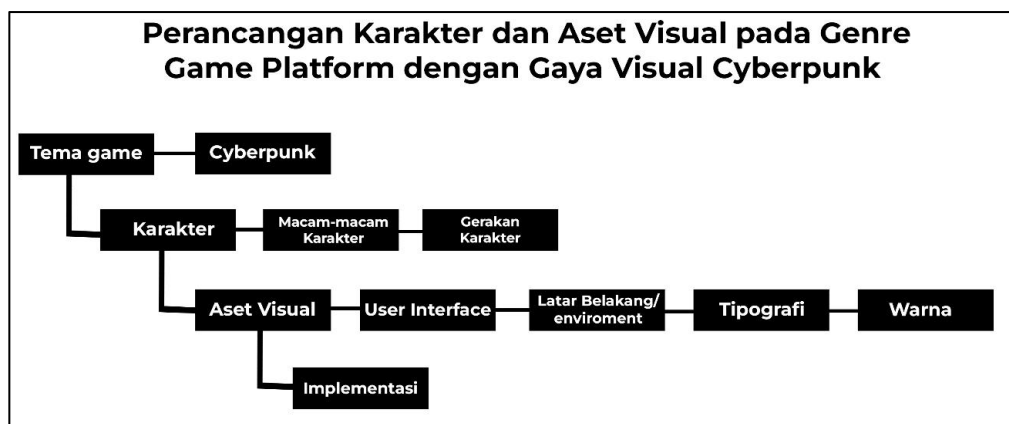 Perancangan Karakter dan Aset Visual pada Genre
Game Platform dengan Gaya Visual Cyberpunk
Tema game
Cyberpunk
Karakter
Macam-macam
Karakter
Gerakan
Karakter
Aset Visual
User Interface
Latar Belakang/
enviroment
Tipografi
Warna
Implementasi